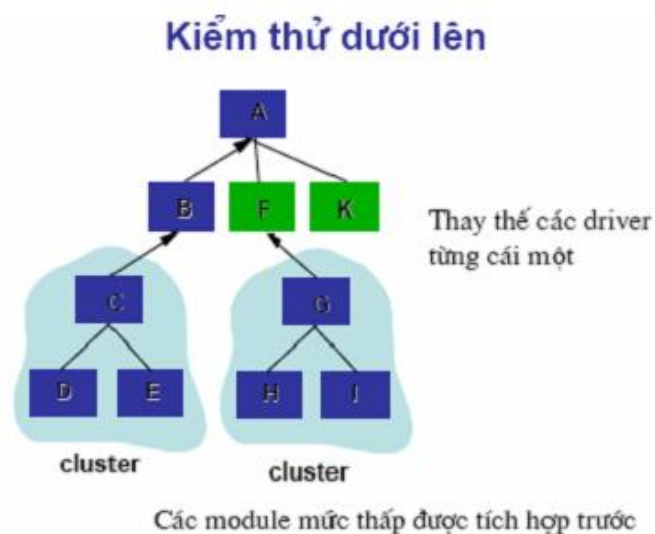 Kiểm thử dưới lên
A
B F K
Thay thế các driver
từng cái một
C G
D E H I
cluster cluster
Các module mức thấp được tích hợp trước